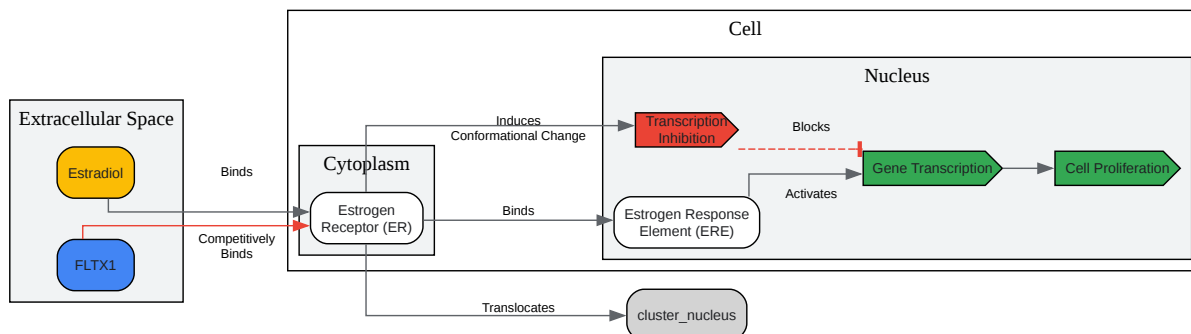 Cell
Nucleus
Extracellular Space
Estradiol
FLTX1
Binds
Competitively
Binds
Cytoplasm
Estrogen
Receptor (ER)
Induces
Conformational Change
Binds
Translocates
Transcription
Inhibition
Blocks
Estrogen Response
Element (ERE)
Activates
Gene Transcription
Cell Proliferation
cluster_nucleus